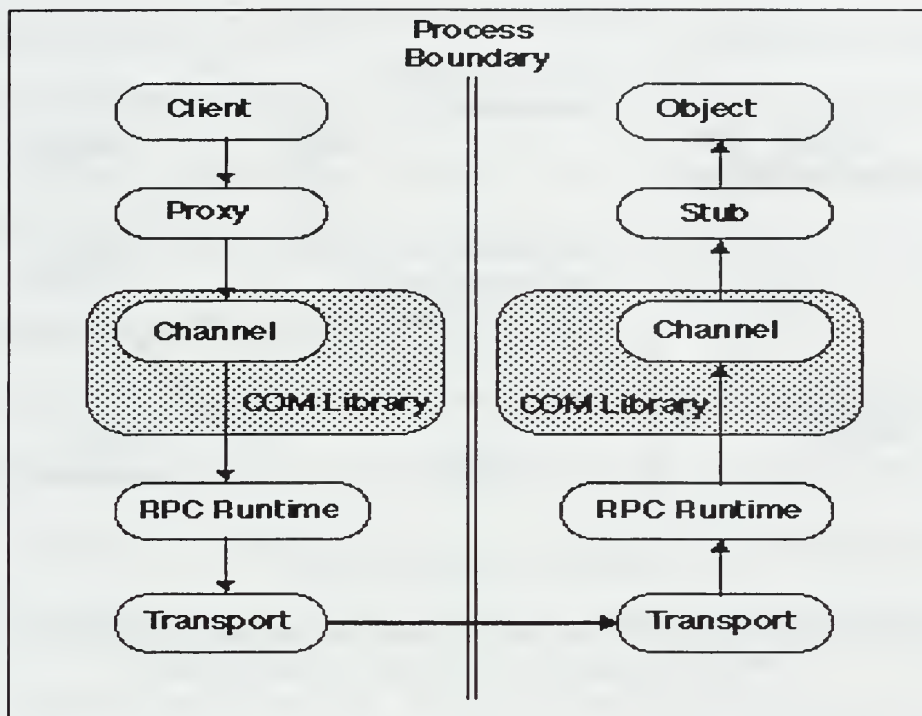 Process
Boundary
Client
Object
Proxy
Stub
Channel
Channel
COM Library
COM Library
RPC Runtime
RPC Runtime
Transport
Transport